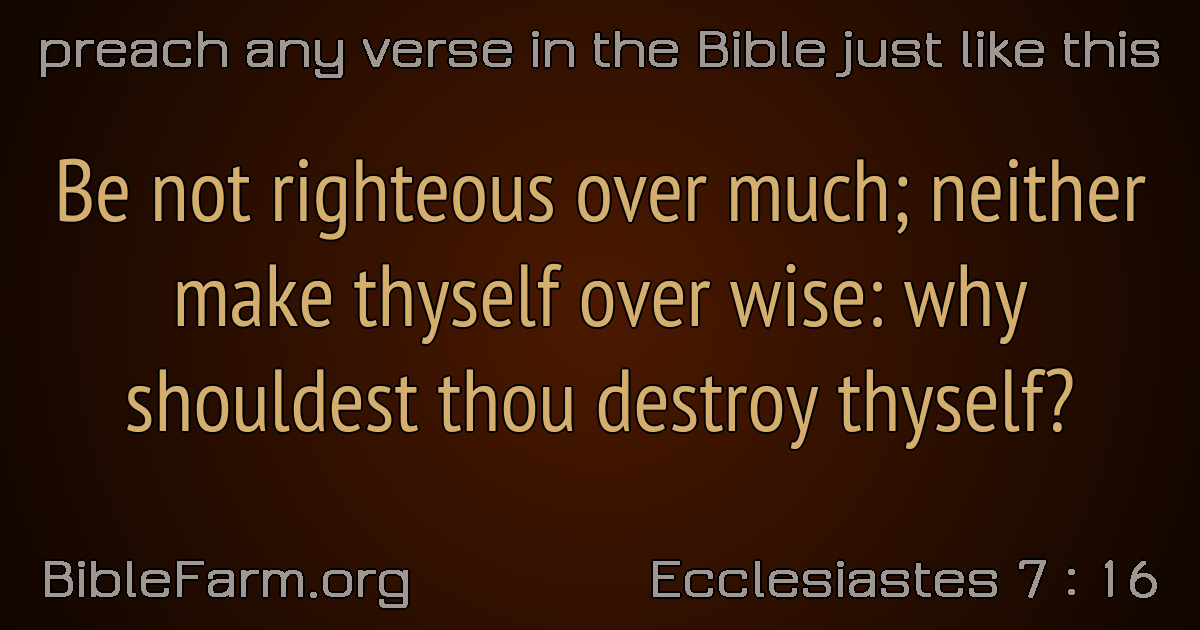 preach any verse in the Bible just like this
Be not righteous over much; neither
make thyself over wise: why
shouldest thou destroy thyself?
BibleFarm.org
Ecclesiastes 7 : 16